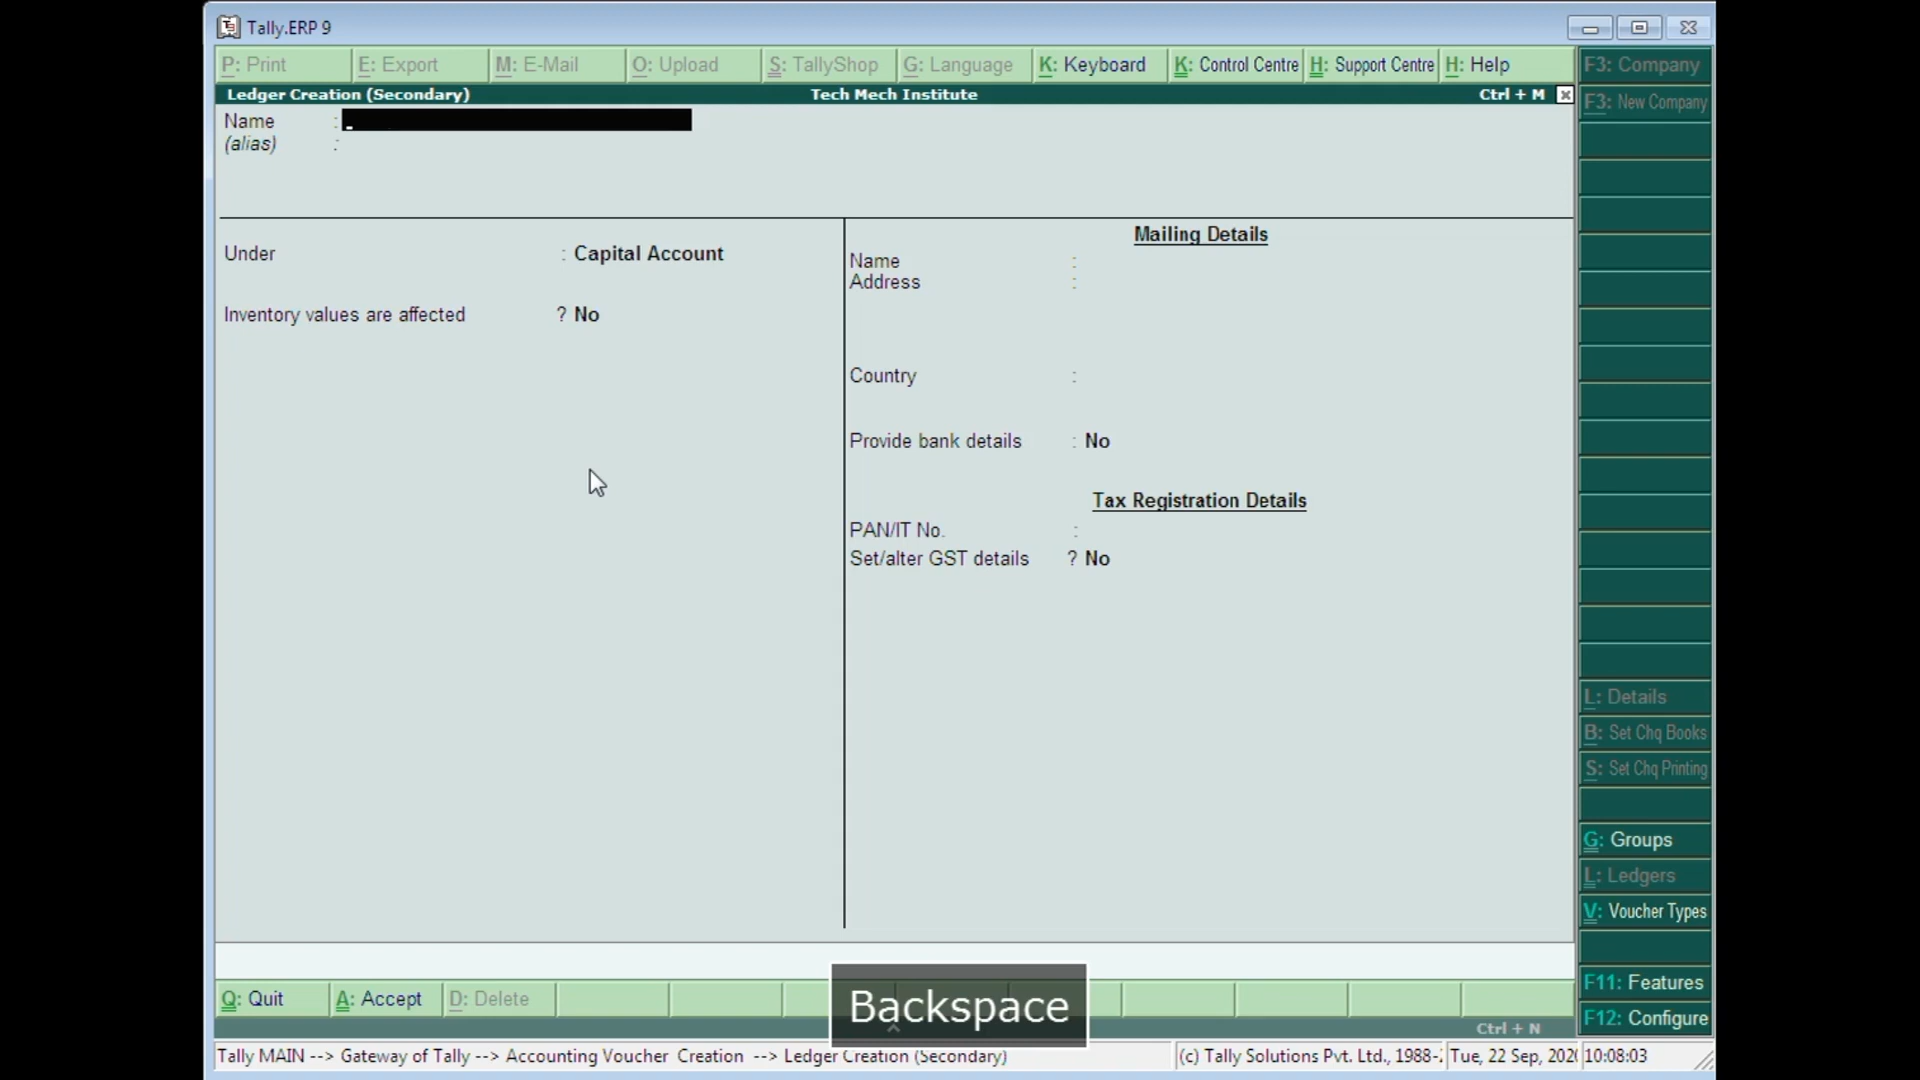 Tally.ERP 9
P: Print E: Export M: E-Mail O: Upload S: TallyShop G: Language K: Keyboard K: Control Centre H: Support Centre H: Help F3: Company
Ledger Creation (Secondary) Tech Mech Institute Ctrl + M
F3: New Company
Name :
(alias) :
Mailing Details
Under : Capital Account
Name :
Address :
Inventory values are affected ? No
Country :
Provide bank details : No
Tax Registration Details
PAN/IT No. :
Set/alter GST details ? No
L: Details
B: Set Chq Books
S: Set Chq Printing
G: Groups
L: Ledgers
V: Voucher Types
F11: Features
Q: Quit A: Accept D: Delete
Backspace
F12: Configure
Ctrl + N
Tally MAIN --> Gateway of Tally --> Accounting Voucher Creation --> Ledger Creation (Secondary) (c) Tally Solutions Pvt. Ltd., 1988- Tue, 22 Sep, 10:08:03